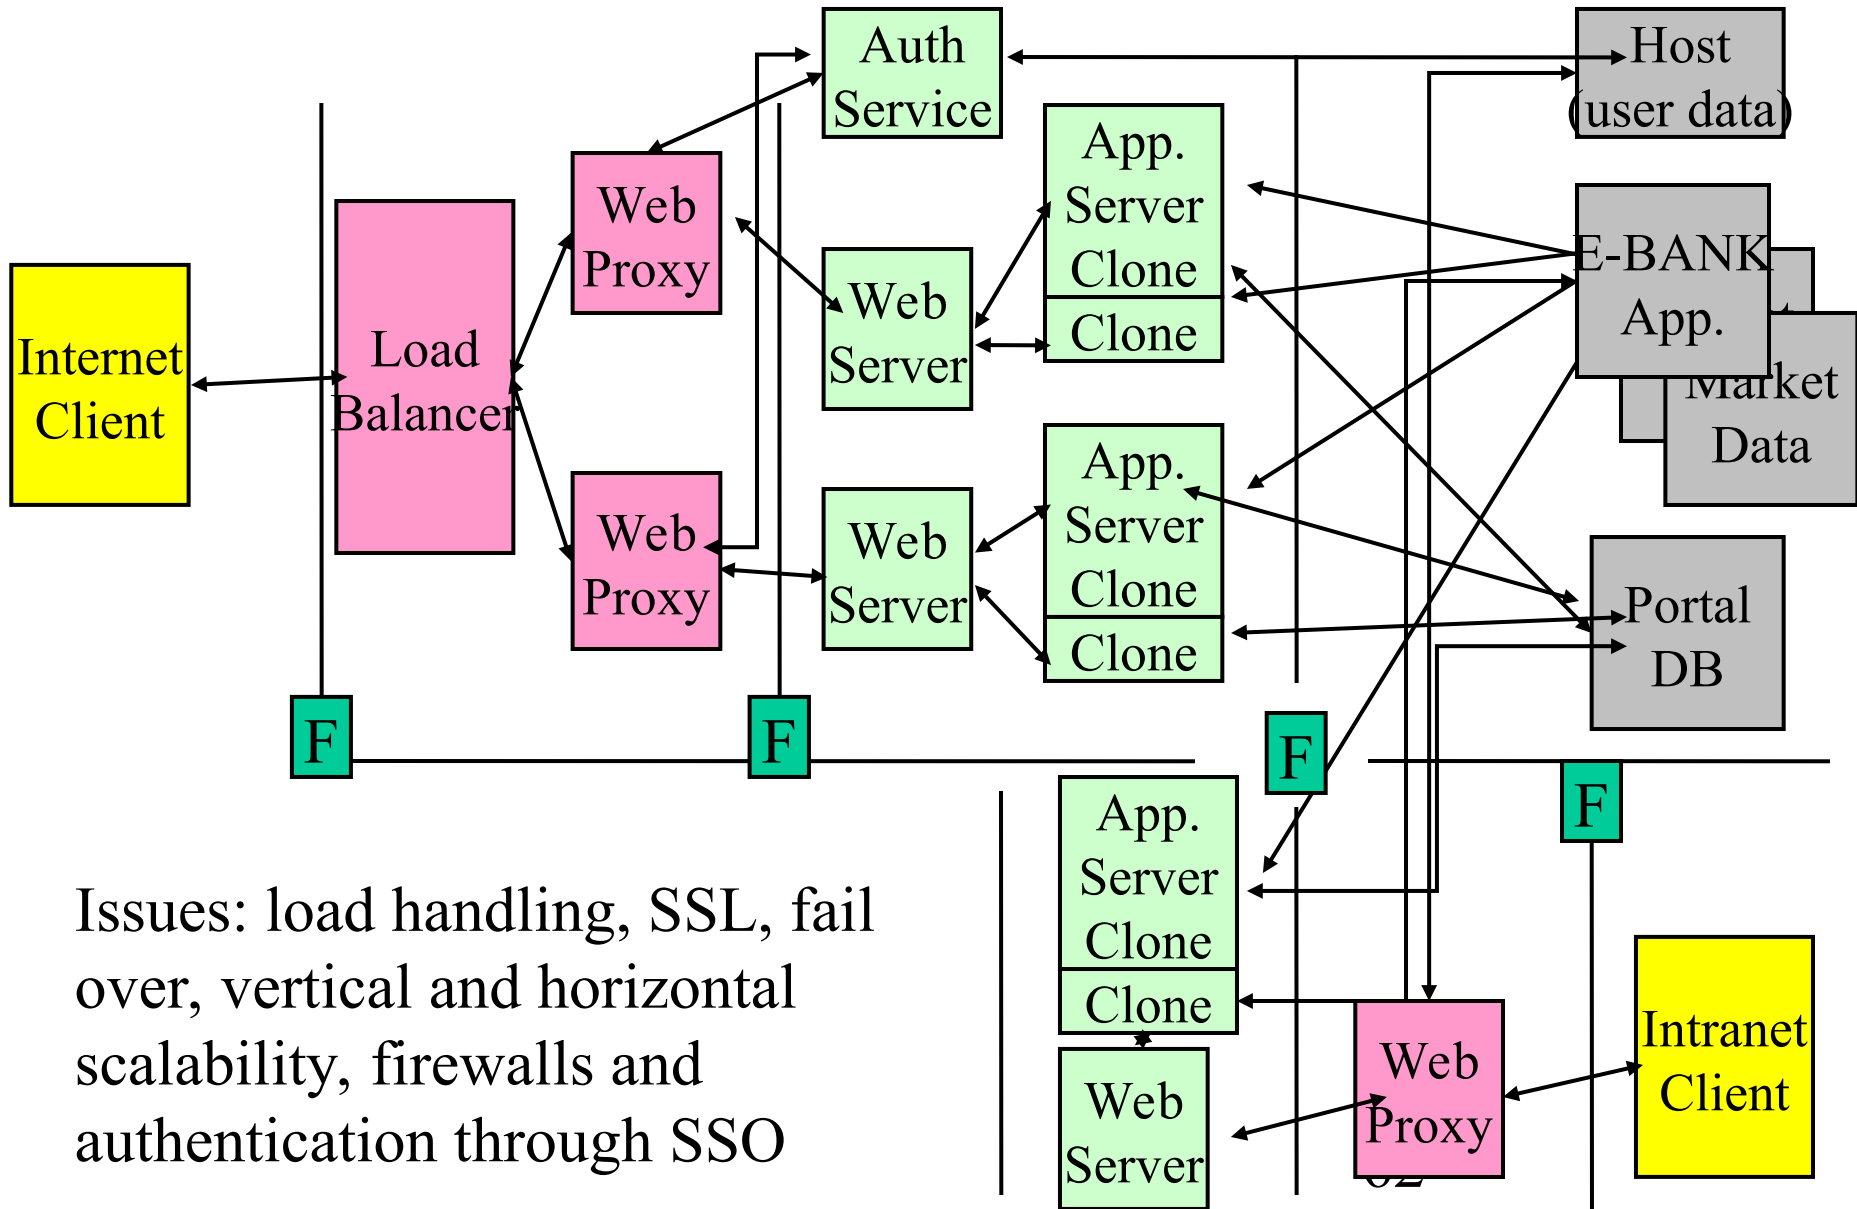 Auth
Service
Host
(user data)
App.
Server
Clone
Clone
Web
Proxy
E-BANK
App.
Internet
Client
Load
Balancer
Web
Server
Market
Data
App.
Server
Clone
Clone
Web
Proxy
Web
Server
Portal
DB
F
F
F
F
App.
Server
Clone
Clone
Issues: load handling, SSL, fail
over, vertical and horizontal
scalability, firewalls and
authentication through SSO
Web
Server
Web
Proxy
Intranet
Client